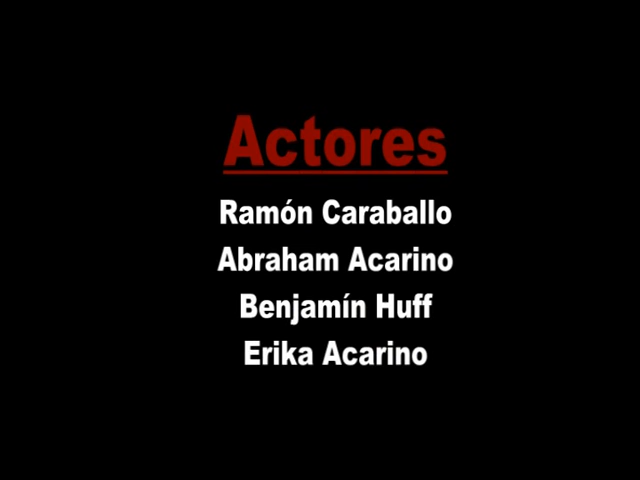 Actores
Ramón Caraballo
Abraham Acarino
Benjamín Huff
Erika Acarino